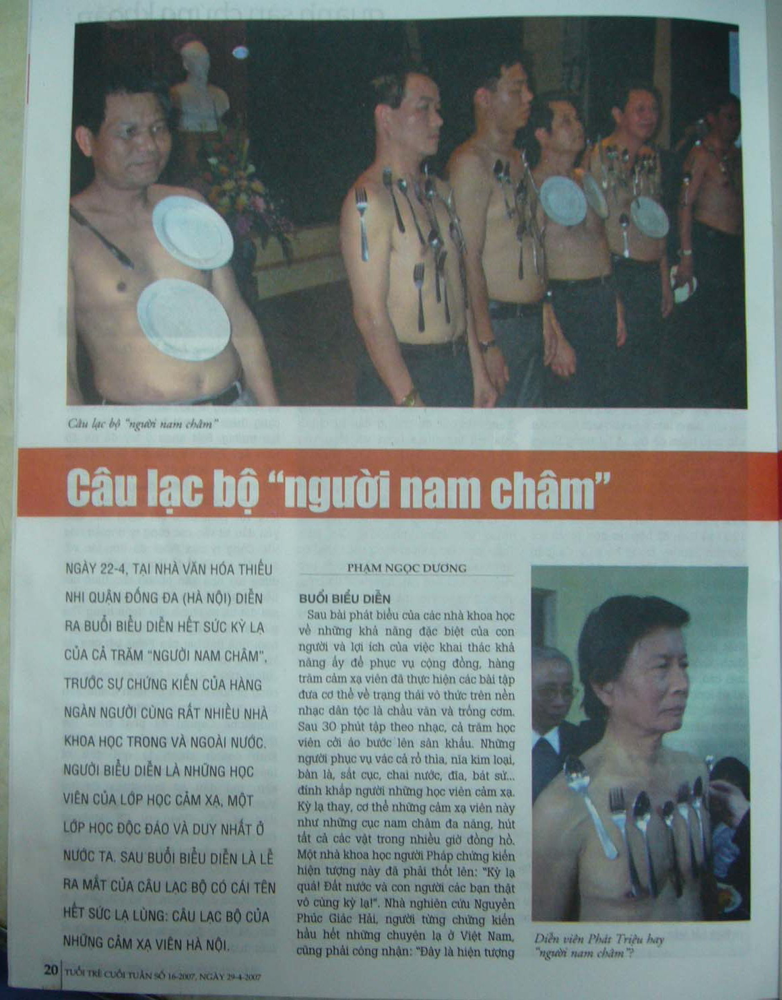 Câu lạc bộ "người nam châm"
Câu lạc bộ “người nam châm”
NGÀY 22-4, TẠI NHÀ VĂN HÓA THIẾU
NHI QUẬN ĐỐNG ĐA (HÀ NỘI) DIỄN
RA BUỔI BIỂU DIỄN HẾT SỨC KỲ LẠ
CỦA CẢ TRĂM "NGƯỜI NAM CHÂM",
TRƯỚC SỰ CHỨNG KIẾN CỦA HÀNG
NGÀN NGƯỜI CÙNG RẤT NHIỀU NHÀ
KHOA HỌC TRONG VÀ NGOÀI NƯỚC.
NGƯỜI BIỂU DIỄN LÀ NHỮNG HỌC
VIÊN CỦA LỚP HỌC CẢM XẠ, MỘT
LỚP HỌC ĐỘC ĐÁO VÀ DUY NHẤT Ở
NƯỚC TA. SAU BUỔI BIỂU DIỄN LÀ LỄ
RA MẮT CỦA CÂU LẠC BỘ CÓ CÁI TÊN
HẾT SỨC LẠ LÙNG: CÂU LẠC BỘ CỦA
NHỮNG CẢM XẠ VIÊN HÀ NỘI.
PHẠM NGỌC DƯƠNG
BUỔI BIỂU DIỄN
Sau bài phát biểu của các nhà khoa học
về những khả năng đặc biệt của con
người và lợi ích của việc khai thác khả
năng ấy để phục vụ cộng đồng, hàng
trăm cảm xạ viên đã thực hiện các bài tập
đưa cơ thể về trạng thái vô thức trên nền
nhạc dân tộc là chầu văn và trống cơm.
Sau 30 phút tập theo nhạc, cả trăm học
viên cởi áo bước lên sân khấu. Những
người phục vụ vác cả rổ thìa, nĩa kim loại,
bàn là, sắt cục, chai nước, đĩa, bát sứ...
dính khắp người những học viên cảm xạ.
Kỳ lạ thay, cơ thể những cảm xạ viên này
như những cục nam châm đa năng, hút
tất cả các vật trong nhiều giờ đồng hồ.
Một nhà khoa học người Pháp chứng kiến
hiện tượng này đã phải thốt lên: "Kỳ lạ
quá! Đất nước và con người các bạn thật
vô cùng kỳ lạ!". Nhà nghiên cứu Nguyễn
Phúc Giác Hải, người từng chứng kiến
hầu hết những chuyện lạ ở Việt Nam,
cũng phải công nhận: "Đây là hiện tượng
Diễn viên Phát Triệu hay
"người nam châm"?
20 TUỔI TRẺ CUỐI TUẦN SỐ 16-2007, NGÀY 29-4-2007